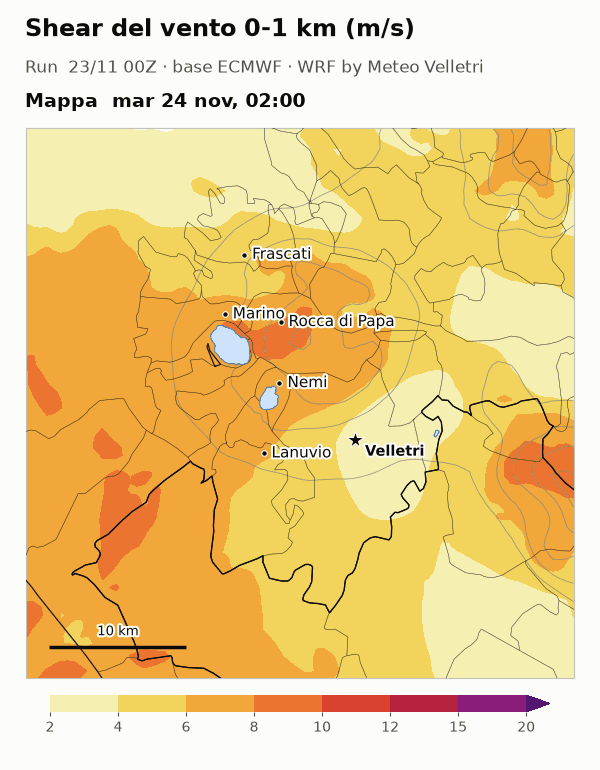 Shear del vento 0-1 km (m/s)
Run  23/11 00Z · base ECMWF · WRF by Meteo Velletri
Mappa  mar 24 nov, 02:00
Frascati
Marino
Rocca di Papa
Nemi
Velletri
Lanuvio
10 km
2 4 6 8 10 12 15 20